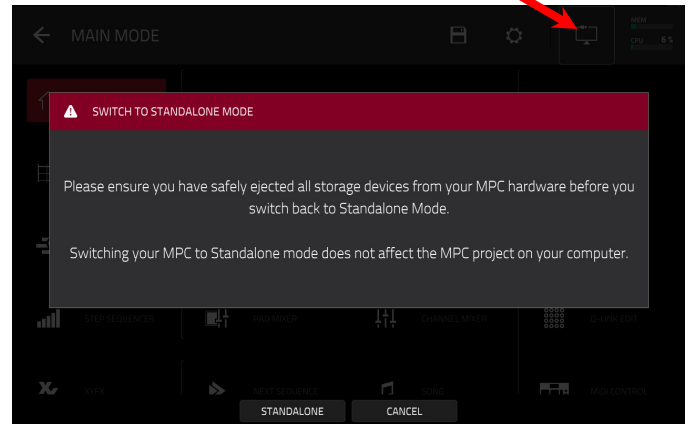 MAIN MODE
MEM
CPU 6%
SWITCH TO STANDALONE MODE
Please ensure you have safely ejected all storage devices from your MPC hardware before you
switch back to Standalone Mode.
Switching your MPC to Standalone mode does not affect the MPC project on your computer.
STEP SEQUENCER
PAD MIXER
CHANNEL MIXER
Q-LINK EDIT
XYFX
NEXT SEQUENCE
SONG
MIDI CONTROL
STANDALONE
CANCEL